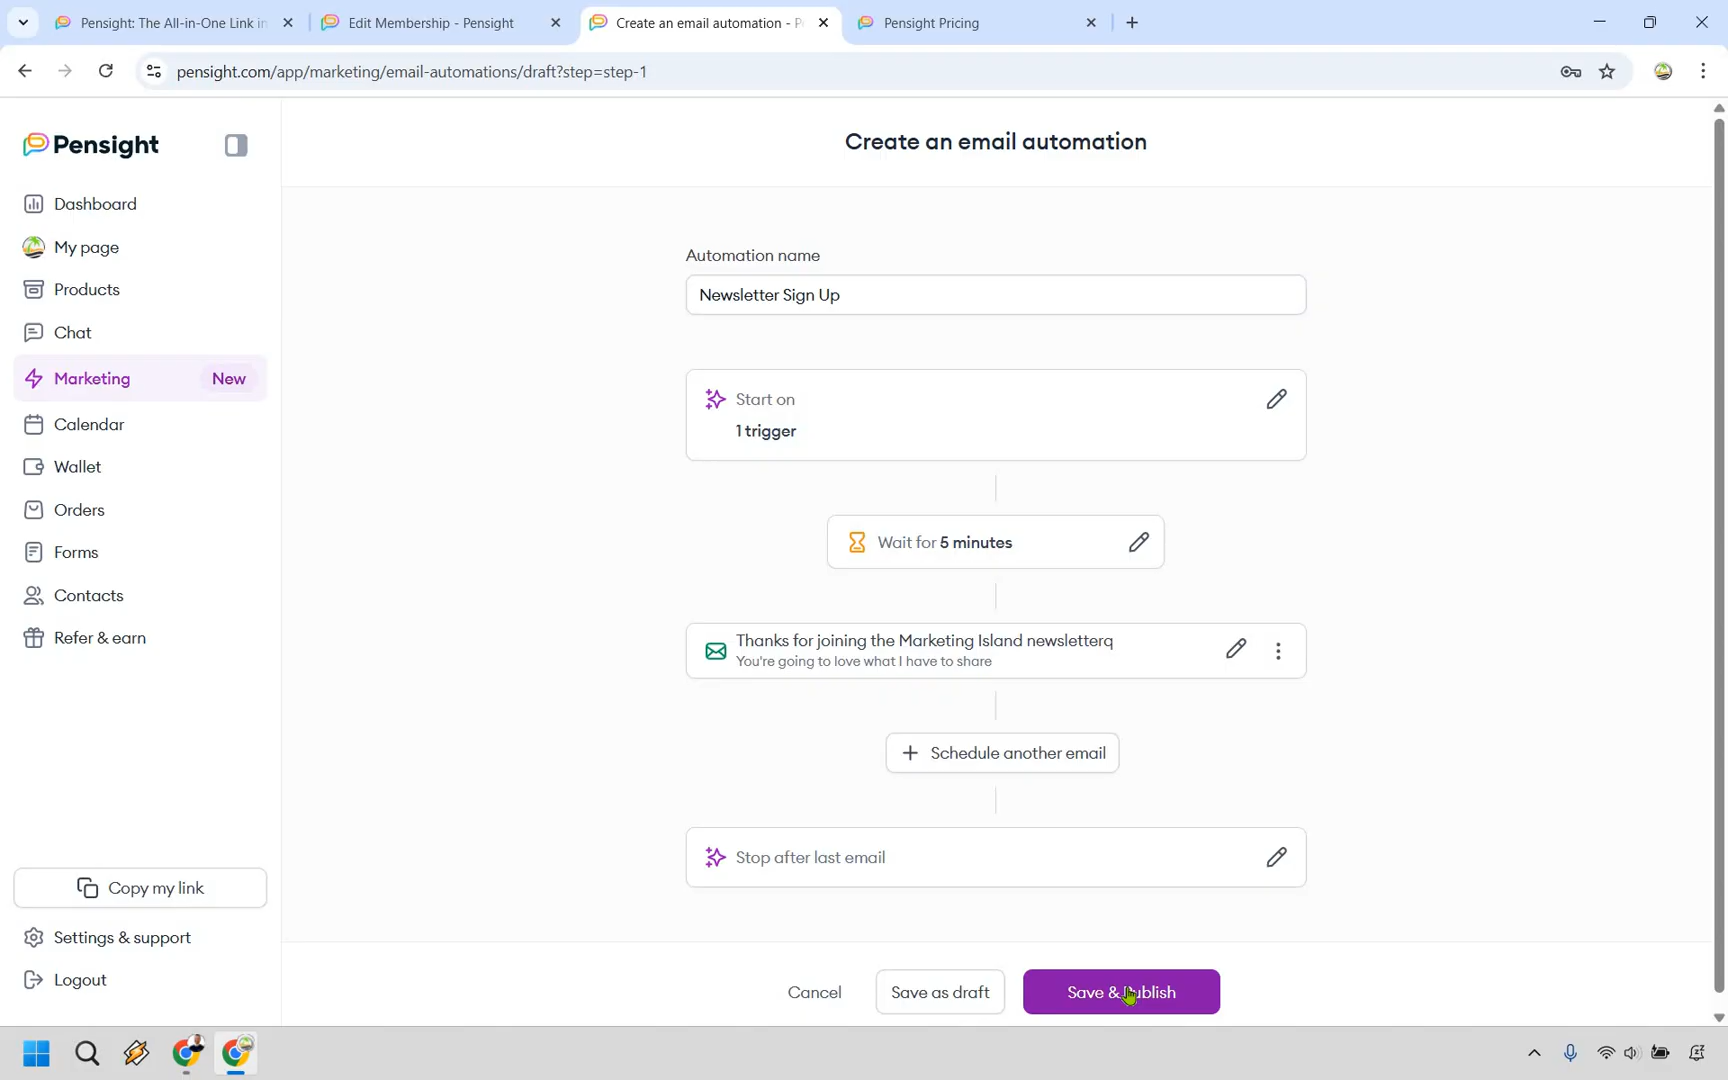 Pensight: The All-in-One Link in
Edit Membership - Pensight
Create an email automation - P
Pensight Pricing
pensight.com/app/marketing/email-automations/draft?step=step-1
Pensight
Dashboard
My page
Products
Chat
Marketing
New
Calendar
Wallet
Orders
Forms
Contacts
Refer & earn
Copy my link
Settings & support
Logout
Create an email automation
Automation name
Newsletter Sign Up
Start on
1 trigger
Wait for 5 minutes
Thanks for joining the Marketing Island newsletterq
You're going to love what I have to share
Schedule another email
Stop after last email
Cancel
Save as draft
Save & Publish